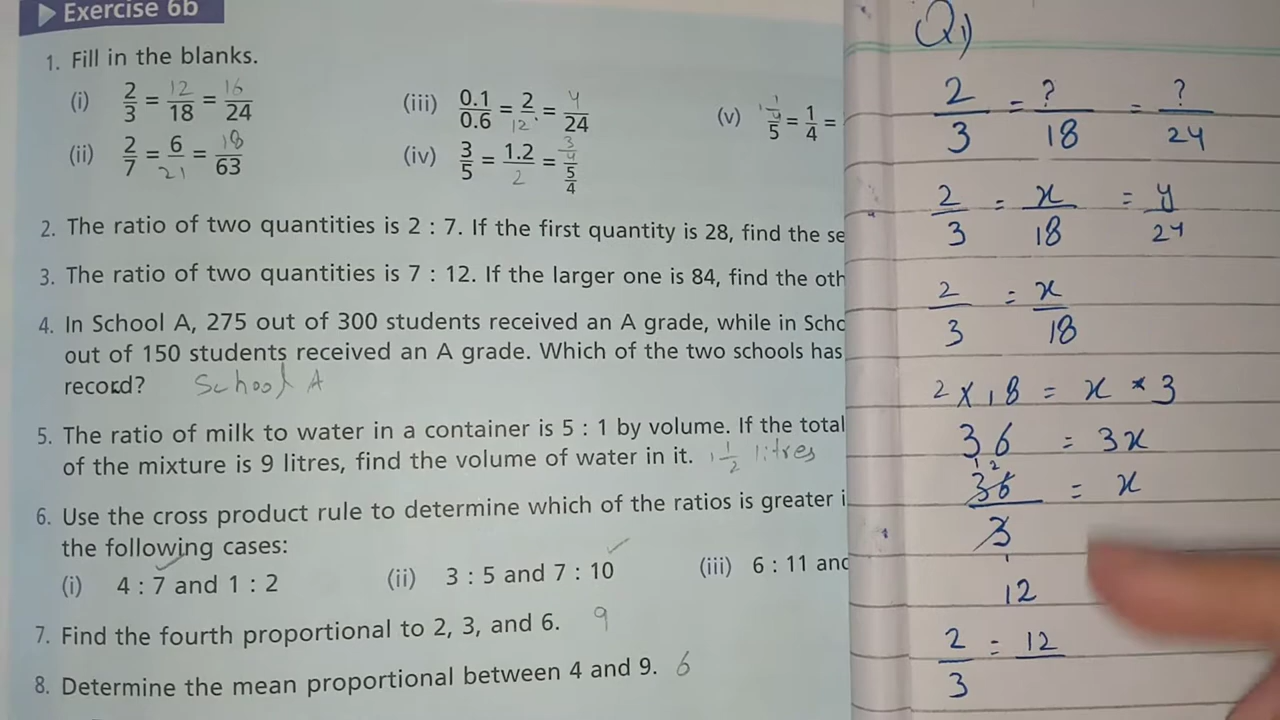 Exercise 6b
1. Fill in the blanks.
(i) 2/3 = 12/18 = 16/24
(iii) 0.1/0.6 = 2/12 = 4/24
(v) 1/4/5 = 1/4 =
(ii) 2/7 = 6/21 = 18/63
(iv) 3/5 = 1.2/2 = 3/4/5/4
2. The ratio of two quantities is 2 : 7. If the first quantity is 28, find the se
3. The ratio of two quantities is 7 : 12. If the larger one is 84, find the oth
4. In School A, 275 out of 300 students received an A grade, while in Scho
out of 150 students received an A grade. Which of the two schools has
record? School A
5. The ratio of milk to water in a container is 5 : 1 by volume. If the total
of the mixture is 9 litres, find the volume of water in it. 1 1/2 litres
6. Use the cross product rule to determine which of the ratios is greater i
the following cases:
(i) 4 : 7 and 1 : 2
(ii) 3 : 5 and 7 : 10
(iii) 6 : 11 and
7. Find the fourth proportional to 2, 3, and 6. 9
8. Determine the mean proportional between 4 and 9. 6
Q1)
2/3 = ?/18 = ?/24
2/3 = x/18 = y/24
2/3 = x/18
2 × 18 = x * 3
36 = 3x
36/3 = x
12
2/3 = 12